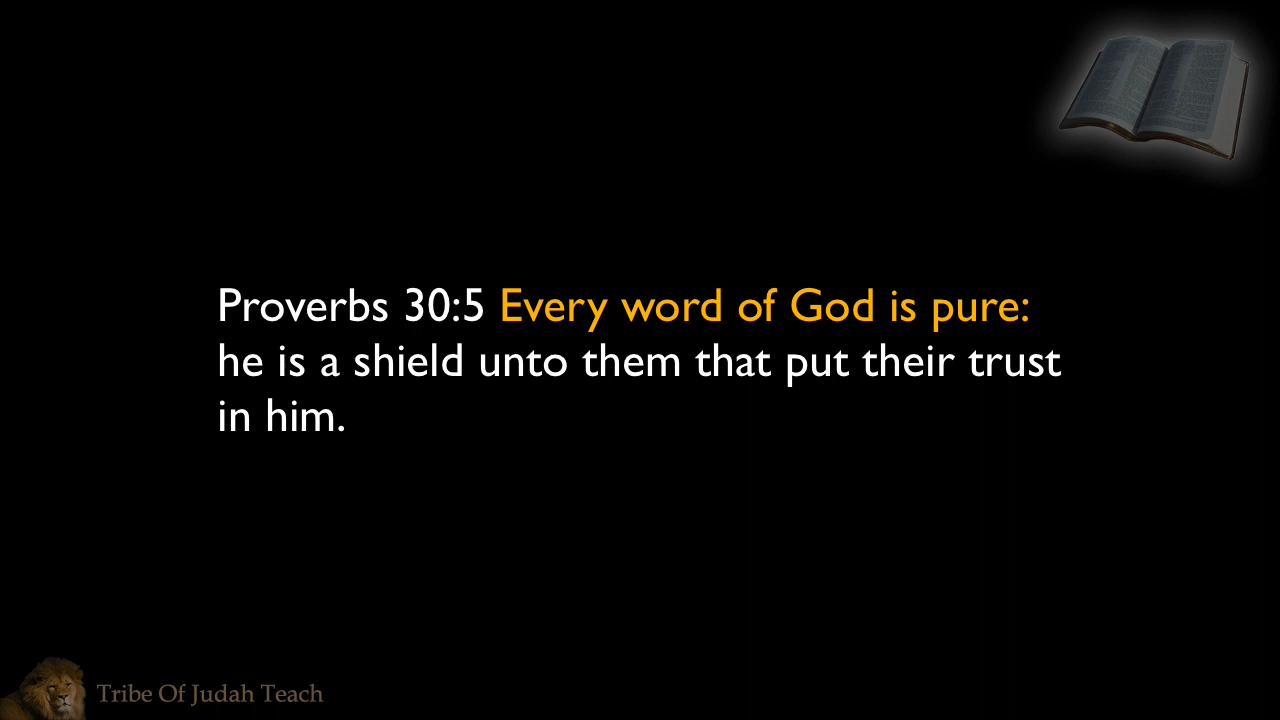 Proverbs 30:5 Every word of God is pure:
he is a shield unto them that put their trust
in him.
Tribe Of Judah Teach